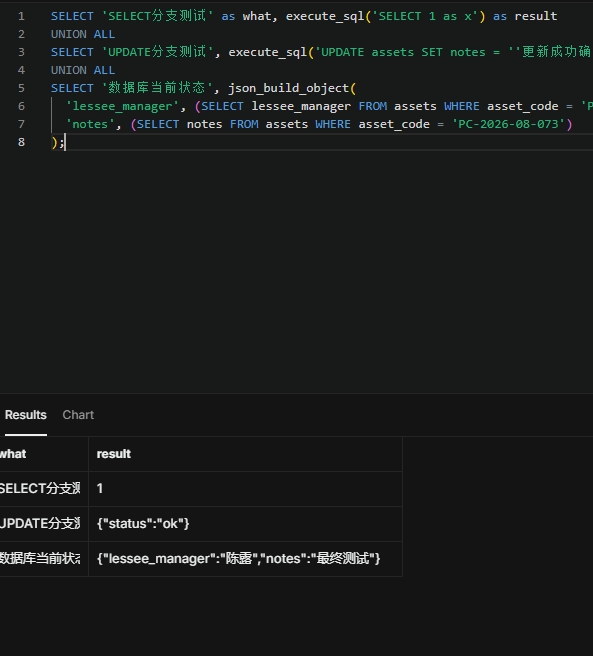 1 SELECT 'SELECT分支测试' as what, execute_sql('SELECT 1 as x') as result
2 UNION ALL
3 SELECT 'UPDATE分支测试', execute_sql('UPDATE assets SET notes = ''更新成功确
4 UNION ALL
5 SELECT '数据库当前状态', json_build_object(
6 'lessee_manager', (SELECT lessee_manager FROM assets WHERE asset_code = 'P
7 'notes', (SELECT notes FROM assets WHERE asset_code = 'PC-2026-08-073')
8 );
Results Chart
what result
SELECT分支测 1
UPDATE分支测 {"status":"ok"}
数据库当前状态 {"lessee_manager":"陈露","notes":"最终测试"}